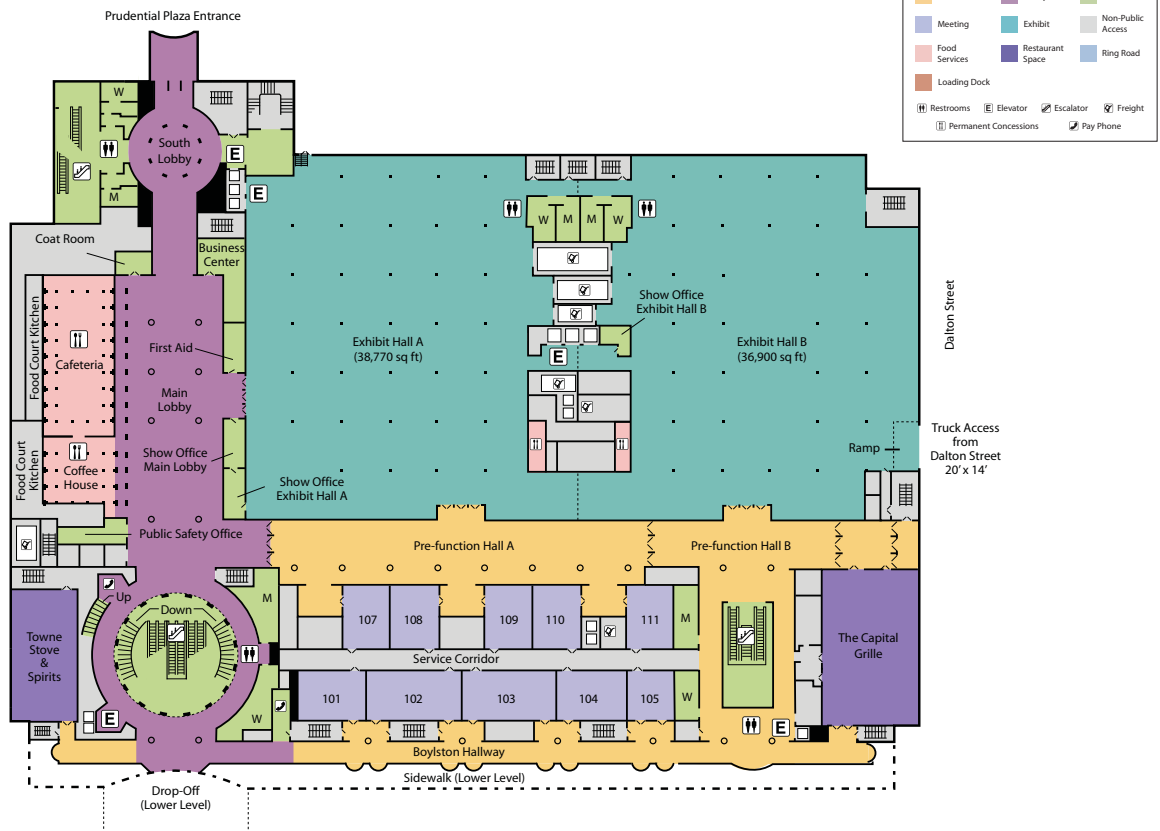 Prudential Plaza Entrance
Meeting
Exhibit
Non-Public
Access
Food
Services
Restaurant
Space
Ring Road
Loading Dock
Restrooms
E
Elevator
Escalator
Freight
Permanent Concessions
Pay Phone
W
South
Lobby
E
M
E
Coat Room
Business
Center
W
M
M
W
Food Court Kitchen
Cafeteria
First Aid
Main
Lobby
Exhibit Hall A
(38,770 sq ft)
Show Office
Exhibit Hall B
E
Exhibit Hall B
(36,900 sq ft)
Dalton Street
Food Court
Kitchen
Coffee
House
Show Office
Main Lobby
Show Office
Exhibit Hall A
Ramp
Truck Access
from
Dalton Street
20' x 14'
Public Safety Office
Pre-function Hall A
Pre-function Hall B
Up
Down
M
107
108
109
110
111
M
Towne
Stove
&
Spirits
The Capital
Grille
Service Corridor
101
102
103
104
105
W
E
W
E
Boylston Hallway
Sidewalk (Lower Level)
Drop-Off
(Lower Level)